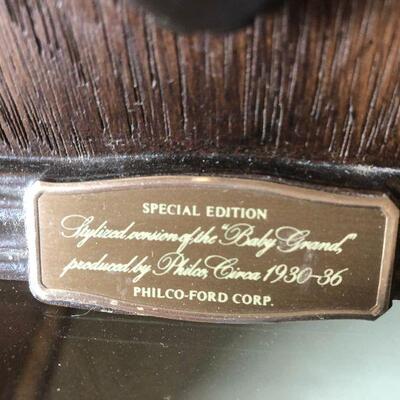 SPECIAL EDITION
Stylized version of the "Baby Grand,"
produced by Philco, Circa 1930-36
PHILCO-FORD CORP.